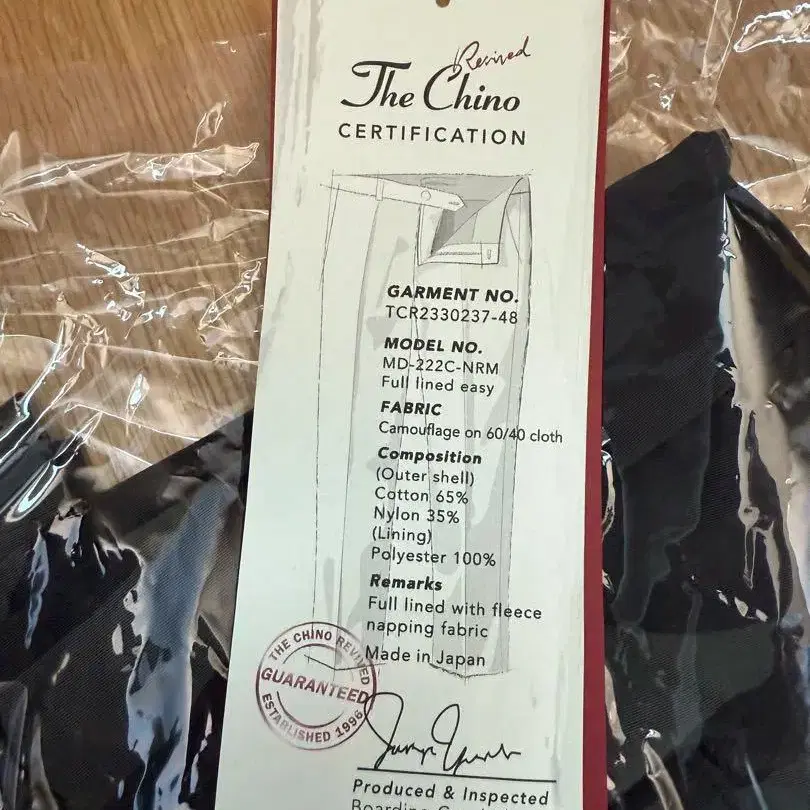 Revived
The Chino
CERTIFICATION
GARMENT NO.
TCR2330237-48
MODEL NO.
MD-222C-NRM
Full lined easy
FABRIC
Camouflage on 60/40 cloth
Composition
(Outer shell)
Cotton 65%
Nylon 35%
(Lining)
Polyester 100%
Remarks
Full lined with fleece
napping fabric
Made in Japan
THE CHINO REVIVED
GUARANTEED
ESTABLISHED 1996
Produced & Inspected